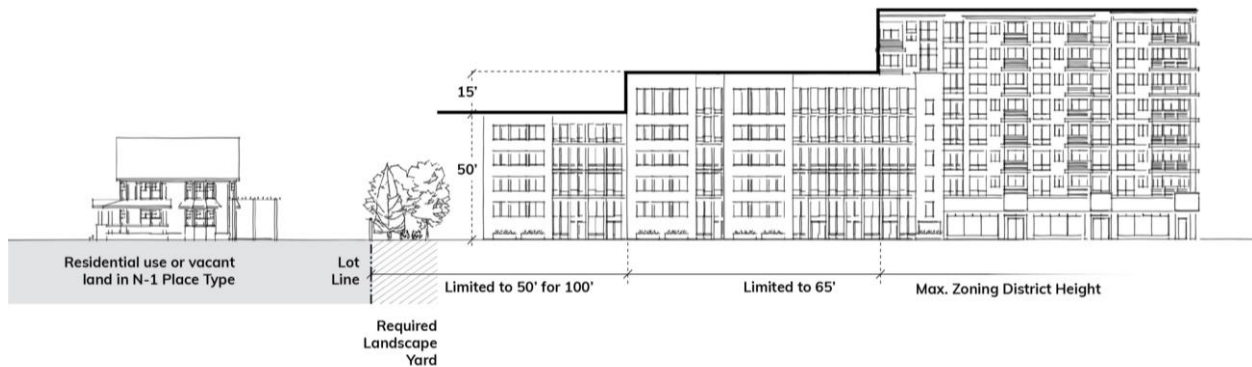 15’
50’
Residential use or vacant
land in N-1 Place Type
Lot
Line
Limited to 50’ for 100’
Limited to 65’
Max. Zoning District Height
Required
Landscape
Yard